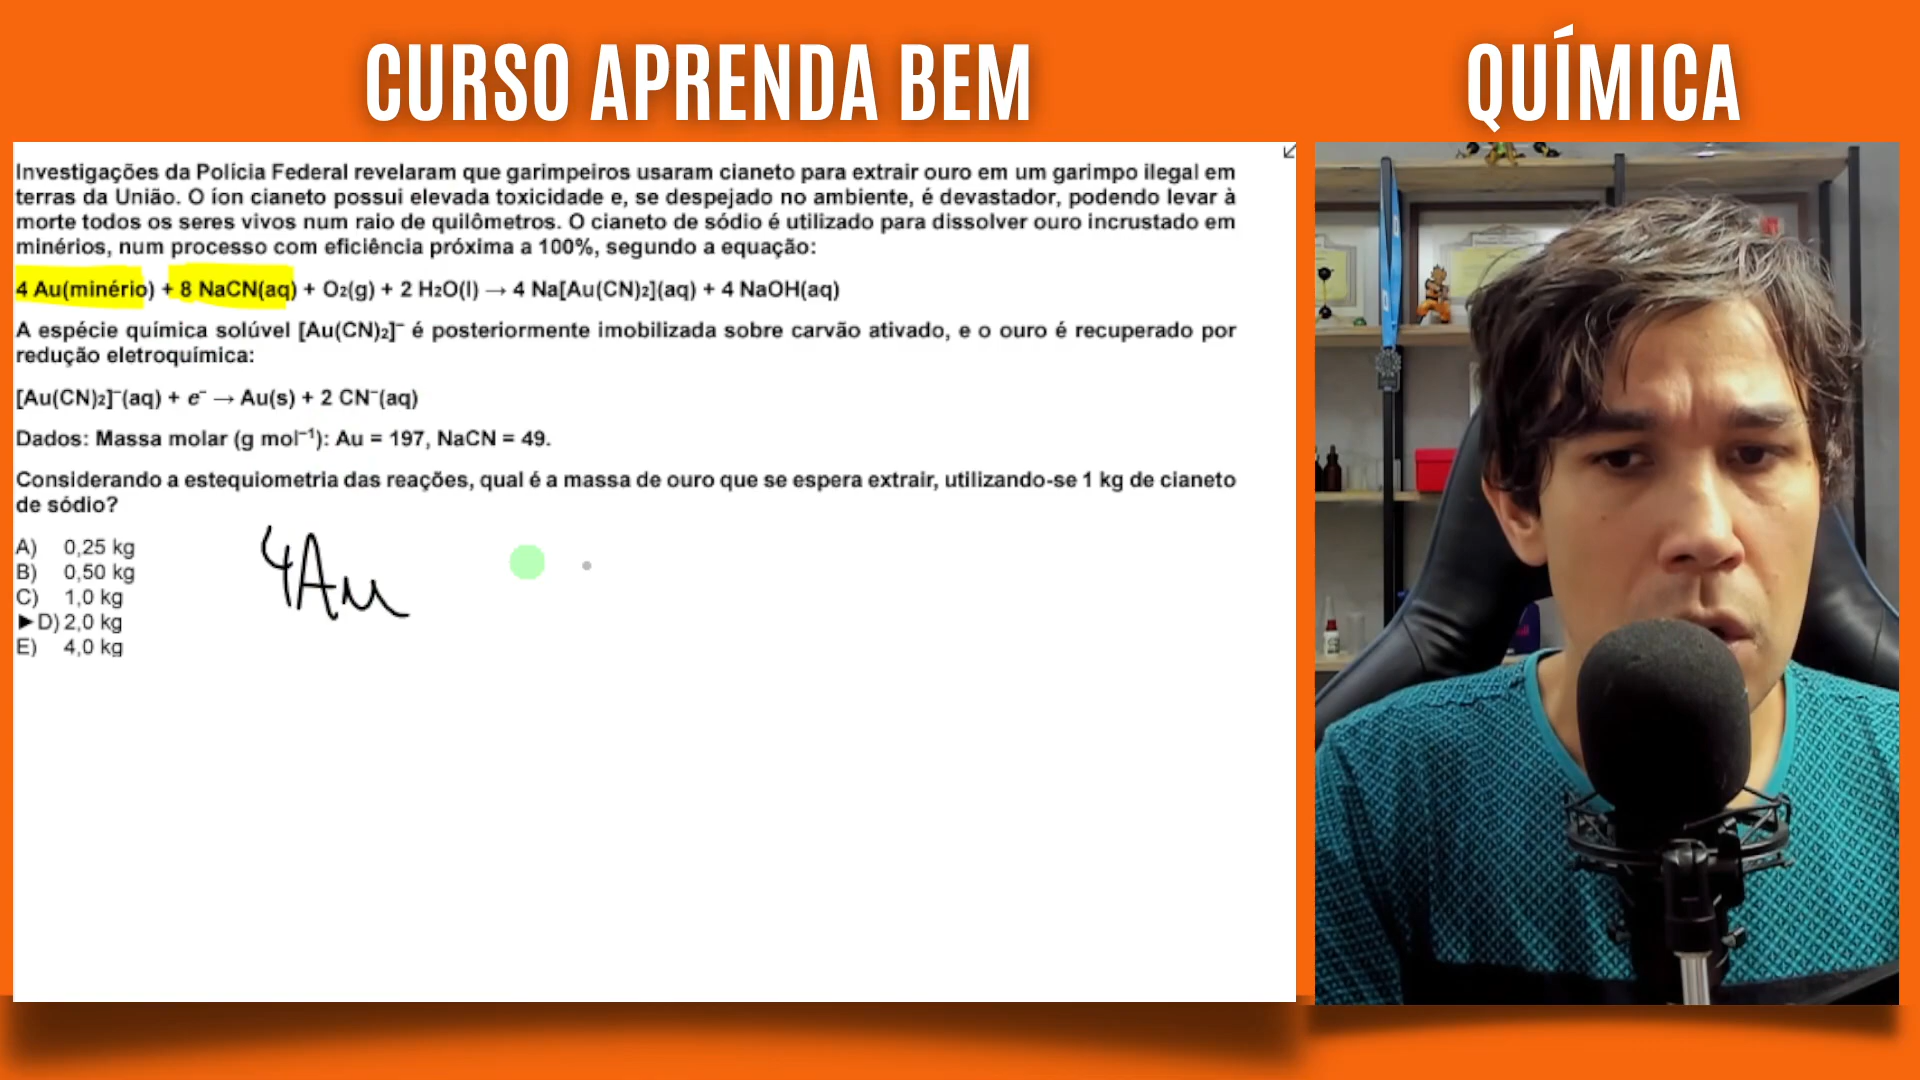 CURSO APRENDA BEM
QUÍMICA
Investigações da Polícia Federal revelaram que garimpeiros usaram cianeto para extrair ouro em um garimpo ilegal em
terras da União. O íon cianeto possui elevada toxicidade e, se despejado no ambiente, é devastador, podendo levar à
morte todos os seres vivos num raio de quilômetros. O cianeto de sódio é utilizado para dissolver ouro incrustado em
minérios, num processo com eficiência próxima a 100%, segundo a equação:
4 Au(minério) + 8 NaCN(aq) + O₂(g) + 2 H₂O(l) → 4 Na[Au(CN)₂](aq) + 4 NaOH(aq)
A espécie química solúvel [Au(CN)₂]⁻ é posteriormente imobilizada sobre carvão ativado, e o ouro é recuperado por
redução eletroquímica:
[Au(CN)₂]⁻(aq) + e⁻ → Au(s) + 2 CN⁻(aq)
Dados: Massa molar (g mol⁻¹): Au = 197, NaCN = 49.
Considerando a estequiometria das reações, qual é a massa de ouro que se espera extrair, utilizando-se 1 kg de cianeto
de sódio?
A) 0,25 kg
B) 0,50 kg
C) 1,0 kg
►D) 2,0 kg
E) 4,0 kg
4Au